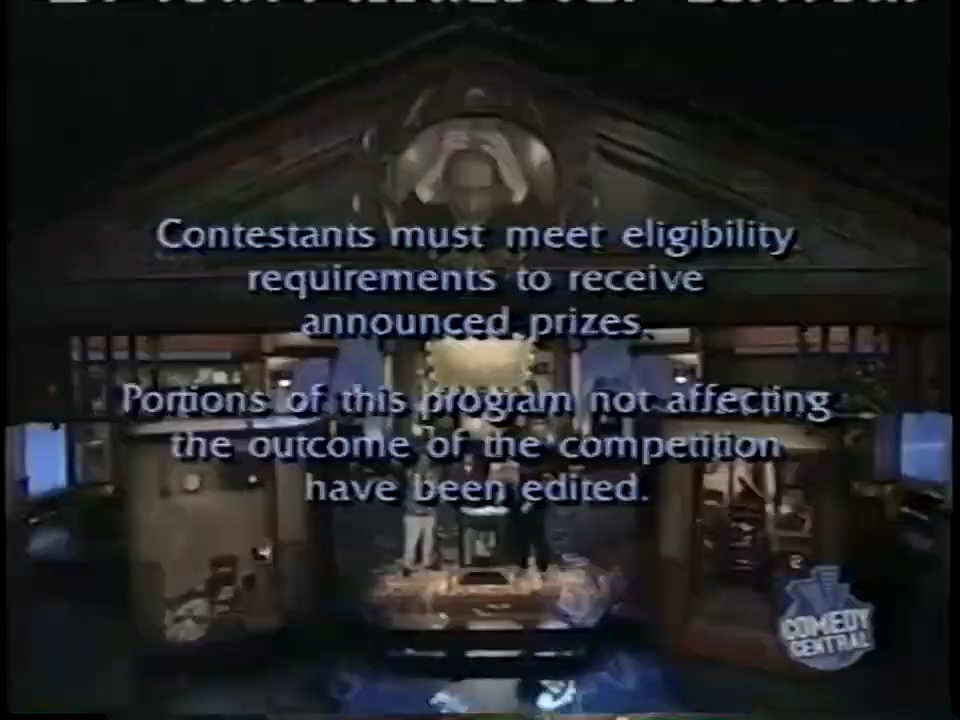 Contestants must meet eligibility
requirements to receive
announced prizes.
Portions of this program not affecting
the outcome of the competition
have been edited.
COMEDY
CENTRAL